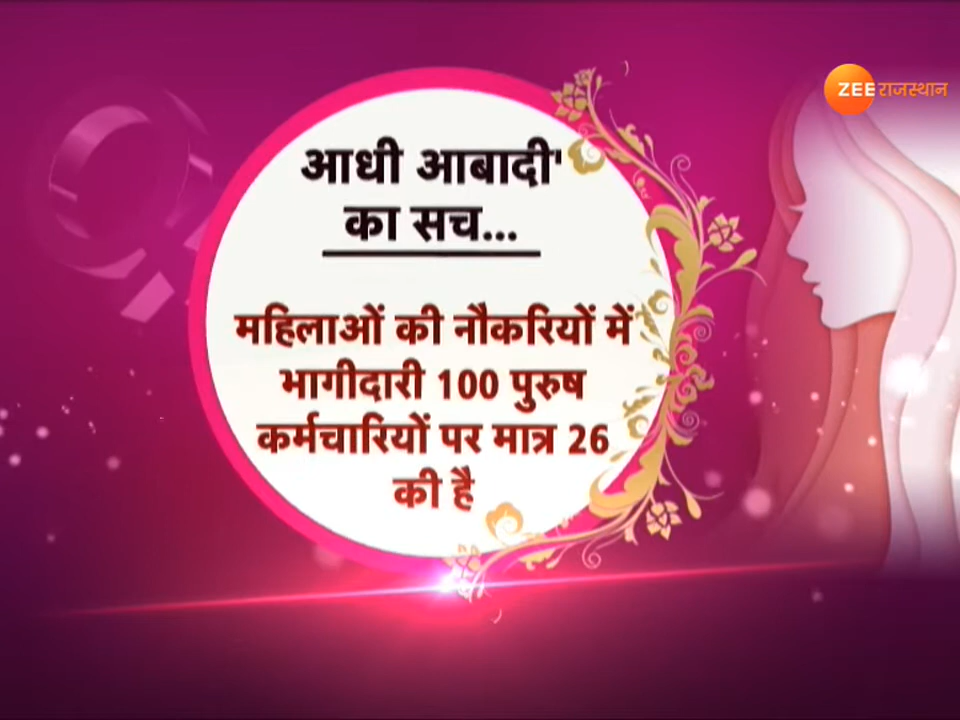 ZEE राजस्थान
आधी आबादी'
का सच...
महिलाओं की नौकरियों में
भागीदारी 100 पुरुष
कर्मचारियों पर मात्र 26
की है